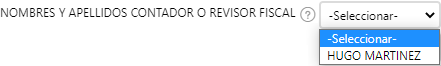 NOMBRES Y APELLIDOS CONTADOR O REVISOR FISCAL ? -Seleccionar-
-Seleccionar-
HUGO MARTINEZ